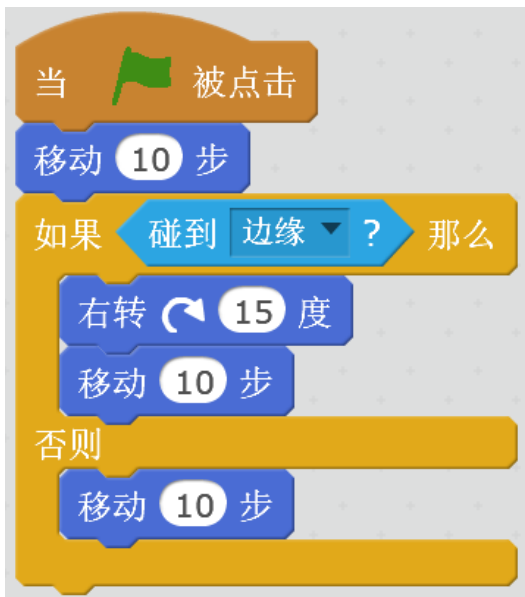 当 被点击
移动 10 步
如果 碰到 边缘 ? 那么
右转 15 度
移动 10 步
否则
移动 10 步